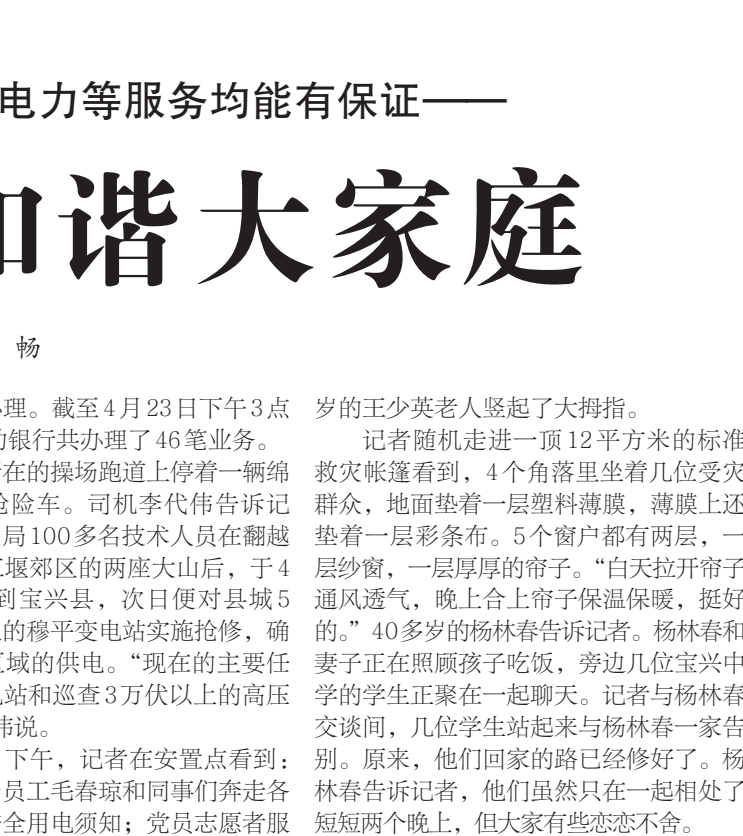 电力等服务均能有保证——
和谐大家庭
畅
理。截至4月23日下午3点
动银行共办理了46笔业务。
在的操场跑道上停着一辆绵
抢险车。司机李代伟告诉记
局100多名技术人员在翻越
堰郊区的两座大山后，于4
到宝兴县，次日便对县城5
的穆平变电站实施抢修，确
区域的供电。“现在的主要任
站和巡查3万伏以上的高压
伟说。
下午，记者在安置点看到：
员工毛春琼和同事们奔走各
全用电须知；党员志愿者服
岁的王少英老人竖起了大拇指。
记者随机走进一顶12平方米的标准
救灾帐篷看到，4个角落里坐着几位受灾
群众，地面垫着一层塑料薄膜，薄膜上还
垫着一层彩条布。5个窗户都有两层，一
层纱窗，一层厚厚的帘子。“白天拉开帘子
通风透气，晚上合上帘子保温保暖，挺好
的。”40多岁的杨林春告诉记者。杨林春和
妻子正在照顾孩子吃饭，旁边几位宝兴中
学的学生正聚在一起聊天。记者与杨林春
交谈间，几位学生站起来与杨林春一家告
别。原来，他们回家的路已经修好了。杨
林春告诉记者，他们虽然只在一起相处了
短短两个晚上，但大家有些恋恋不舍。